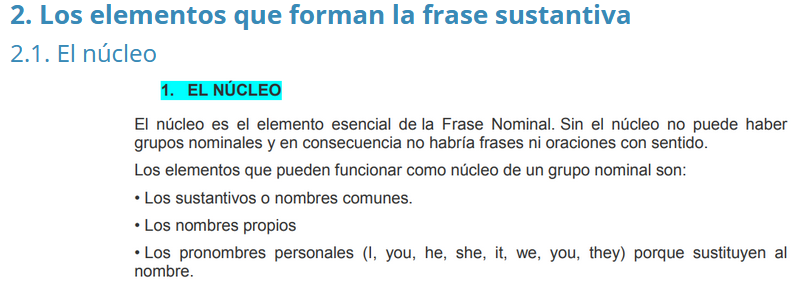 2. Los elementos que forman la frase sustantiva
2.1. El núcleo
1. EL NÚCLEO
El núcleo es el elemento esencial de la Frase Nominal. Sin el núcleo no puede haber
grupos nominales y en consecuencia no habría frases ni oraciones con sentido.
Los elementos que pueden funcionar como núcleo de un grupo nominal son:
• Los sustantivos o nombres comunes.
• Los nombres propios
• Los pronombres personales (I, you, he, she, it, we, you, they) porque sustituyen al
nombre.